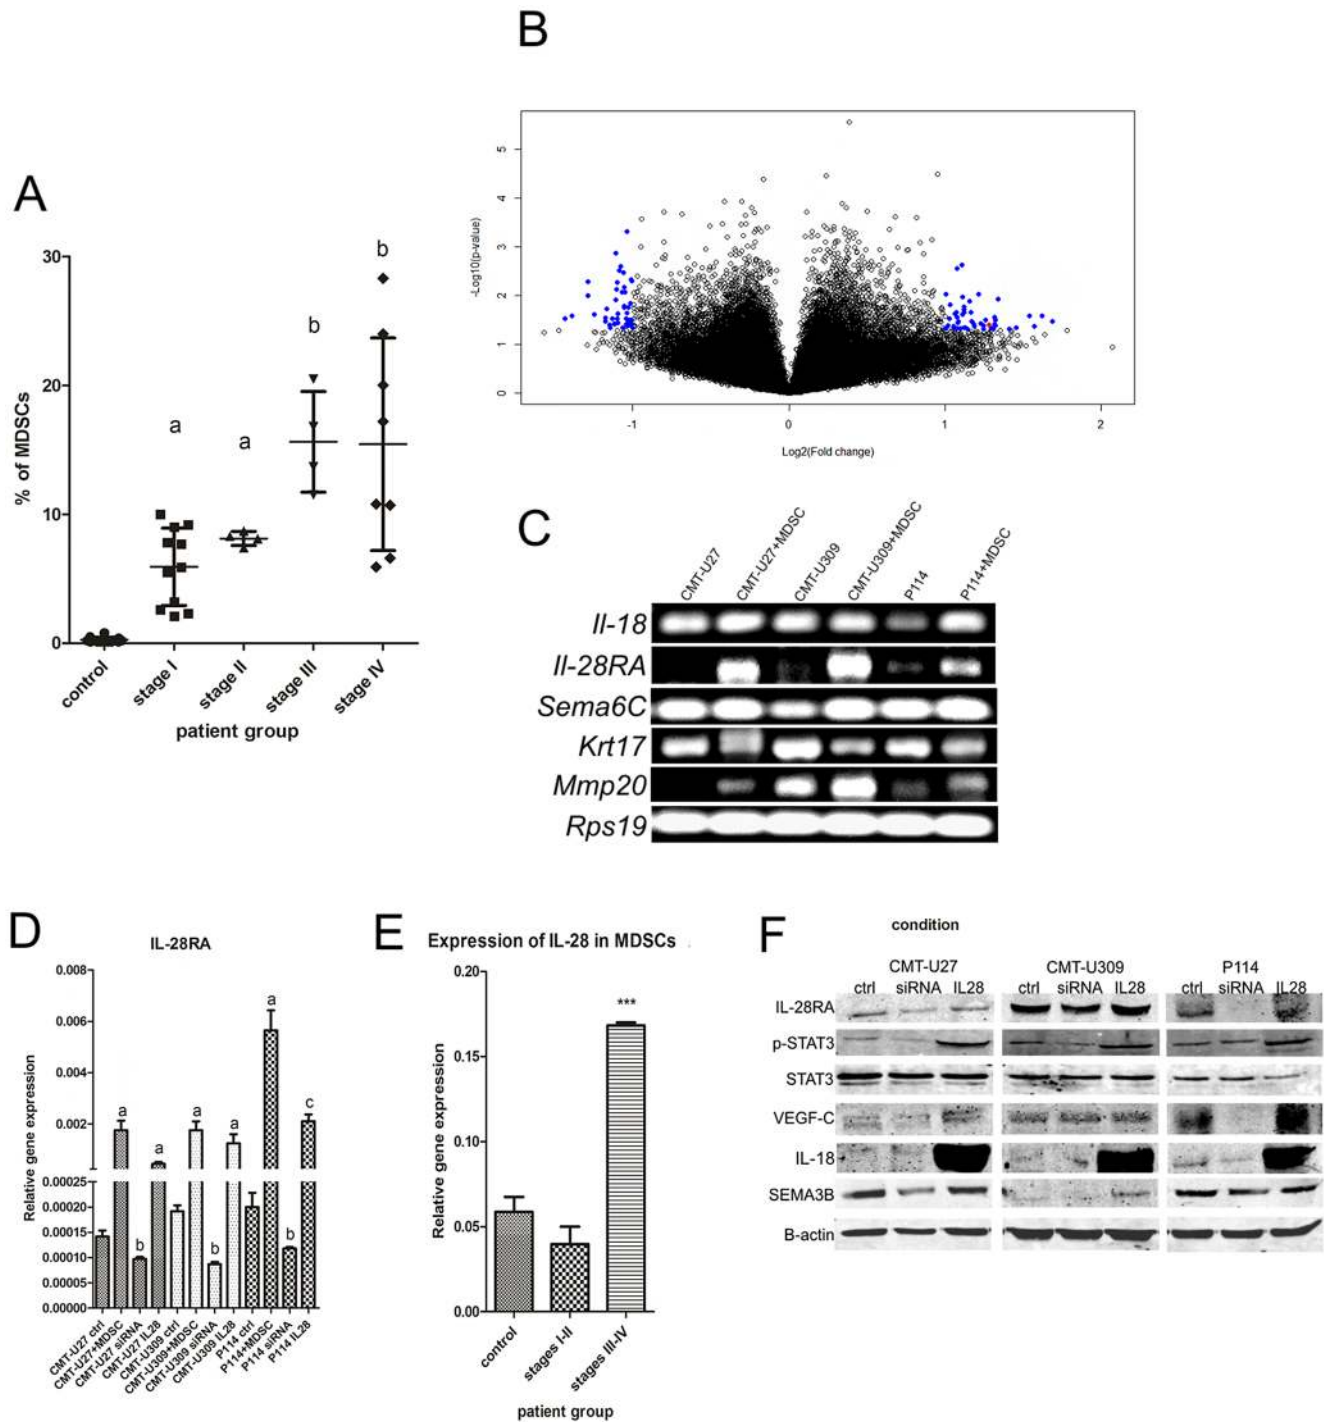 A
30
20
10
0
% of MDSCs
a
a
b
b
control
stage I
stage II
stage III
stage IV
patient group
B
5
4
3
2
1
0
-Log10(p-value)
-1
0
1
2
Log2(Fold change)
C
CMT-U27
CMT-U27+MDSC
CMT-U309
CMT-U309+MDSC
P114
P114+MDSC
Il-18
Il-28RA
Sema6C
Krt17
Mmp20
Rps19
D
IL-28RA
0.008
0.006
0.004
0.002
0.00025
0.00020
0.00015
0.00010
0.00005
0.00000
Relative gene expression
a
b
a
a
b
a
a
b
c
CMT-U27 ctrl
CMT-U27+MDSC
CMT-U27 siRNA
CMT-U27 IL28
CMT-U309 ctrl
CMT-U309+MDSC
CMT-U309 siRNA
CMT-U309 IL28
P114 ctrl
P114+MDSC
P114 siRNA
P114 IL28
E
Expression of IL-28 in MDSCs
0.20
0.15
0.10
0.05
0.00
Relative gene expression
***
control
stages I-II
stages III-IV
patient group
F
condition
CMT-U27 CMT-U309 P114
ctrl siRNA IL28 ctrl siRNA IL28 ctrl siRNA IL28
IL-28RA
p-STAT3
STAT3
VEGF-C
IL-18
SEMA3B
B-actin